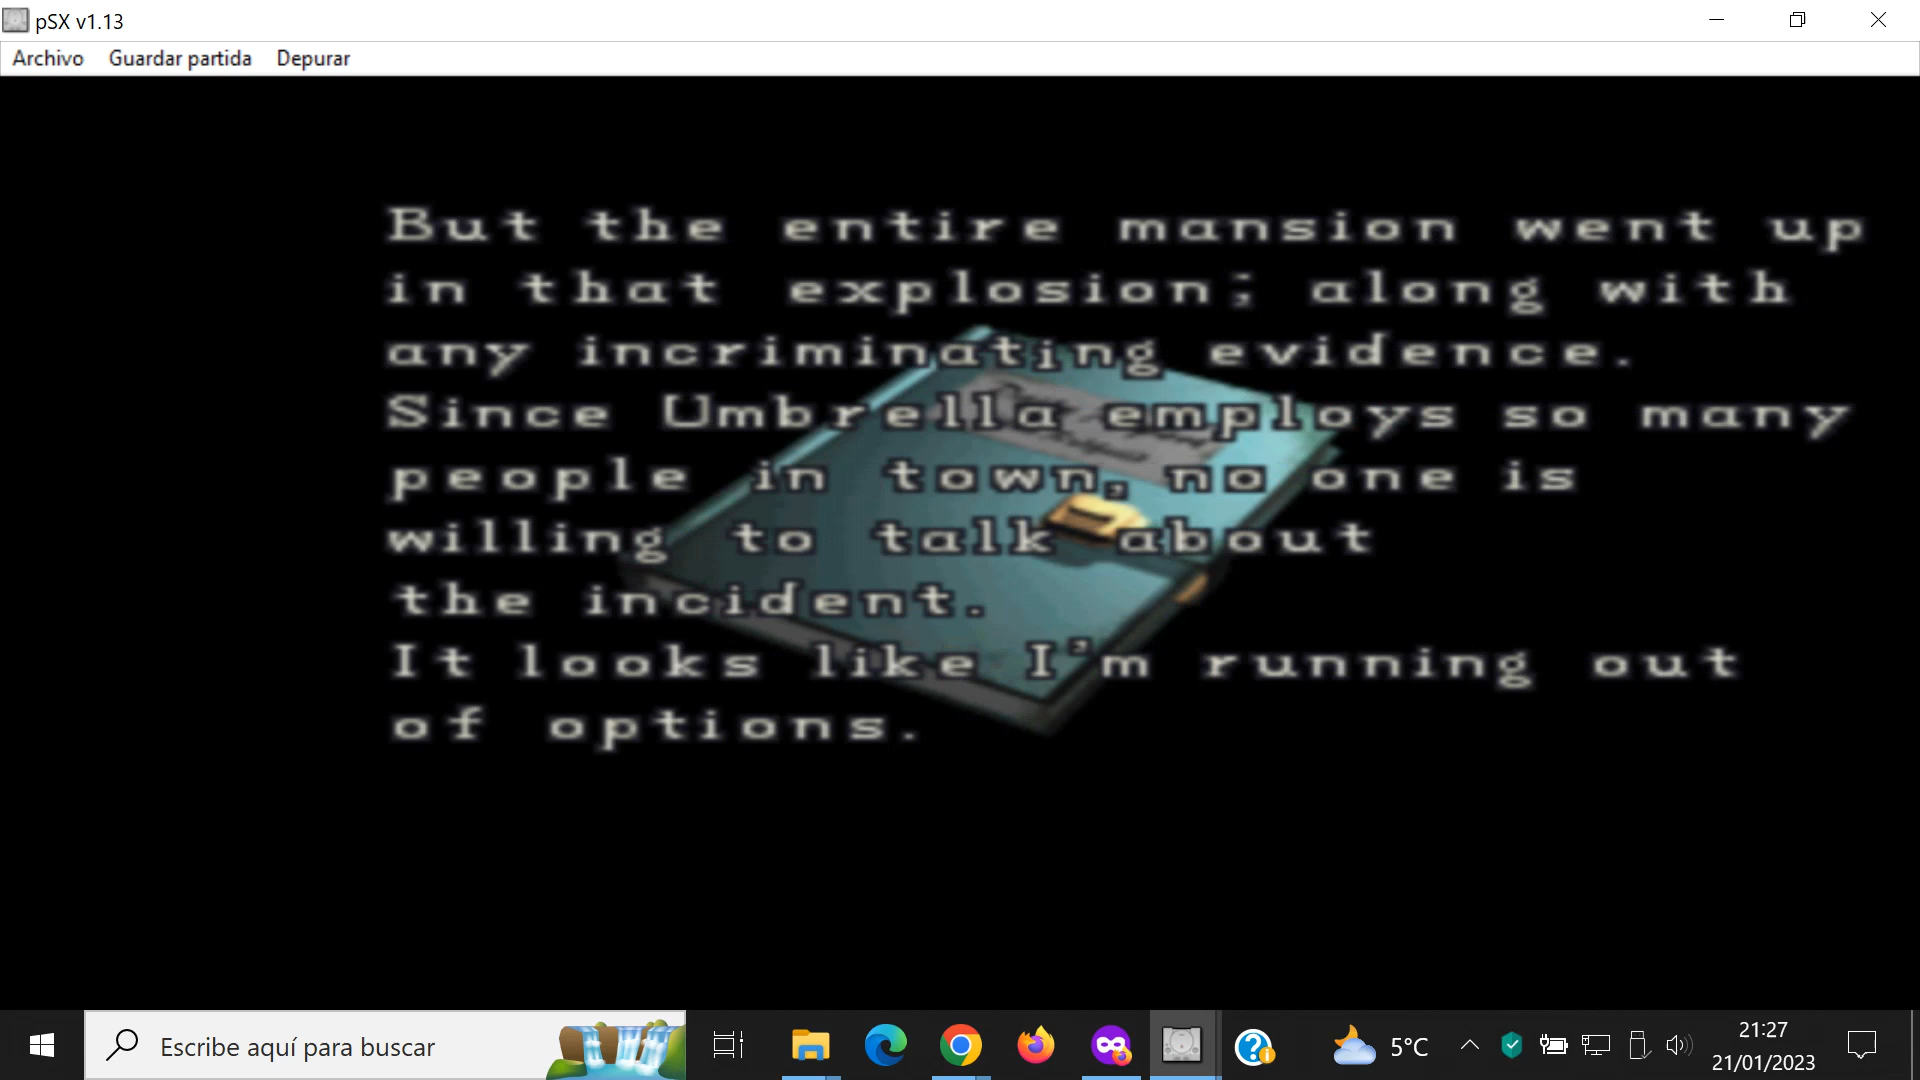 pSX v1.13
Archivo Guardar partida Depurar
But the entire mansion went up
in that explosion; along with
any incriminating evidence.
Since Umbrella employs so many
people in town, no one is
willing to talk about
the incident.
It looks like I'm running out
of options.
Escribe aquí para buscar
5°C
21:27
21/01/2023